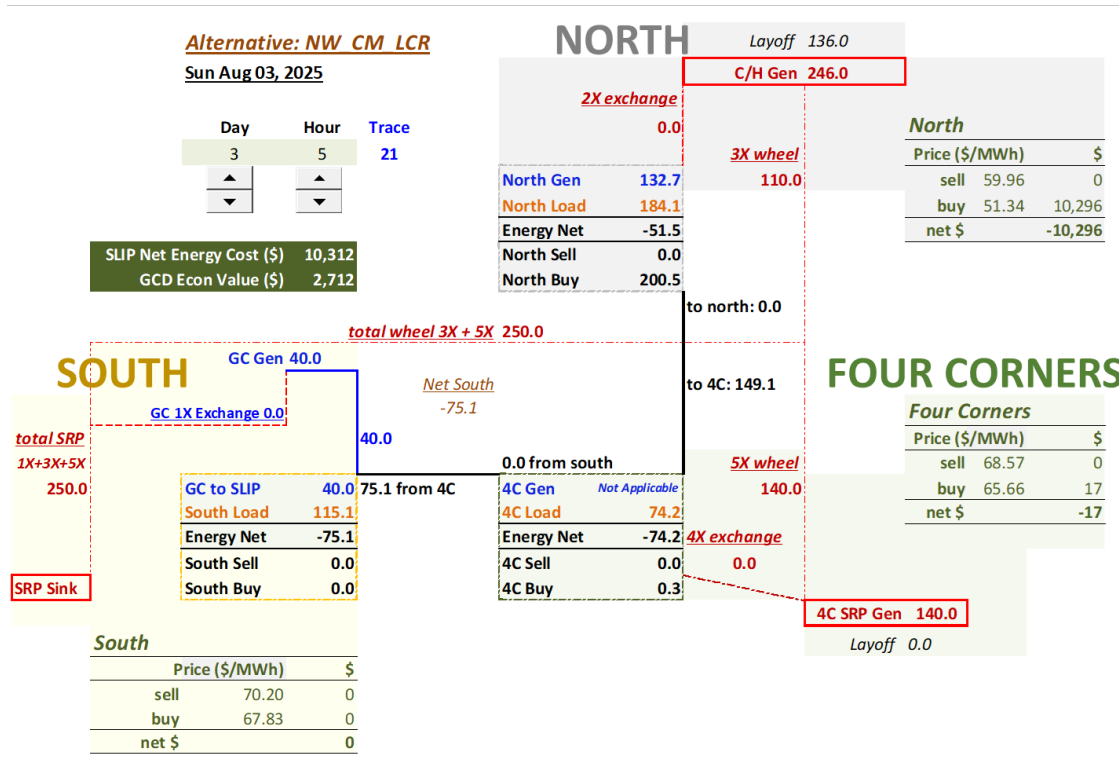 Alternative: NW_CM_LCR
Sun Aug 03, 2025
Day Hour Trace
3 5 21
SLIP Net Energy Cost ($) 10,312
GCD Econ Value ($) 2,712
NORTH
Layoff 136.0
C/H Gen 246.0
2X exchange
0.0
3X wheel
110.0
North Gen 132.7
North Load 184.1
Energy Net -51.5
North Sell 0.0
North Buy 200.5
North
Price ($/MWh) $
sell 59.96 0
buy 51.34 10,296
net $ -10,296
to north: 0.0
total wheel 3X + 5X 250.0
SOUTH
GC Gen 40.0
GC 1X Exchange 0.0
Net South
-75.1
to 4C: 149.1
FOUR CORNERS
total SRP
1X+3X+5X
250.0
40.0
0.0 from south
75.1 from 4C
GC to SLIP 40.0
South Load 115.1
Energy Net -75.1
South Sell 0.0
South Buy 0.0
SRP Sink
4C Gen Not Applicable
4C Load 74.2
Energy Net -74.2
4C Sell 0.0
4C Buy 0.3
5X wheel
140.0
4X exchange
0.0
Four Corners
Price ($/MWh) $
sell 68.57 0
buy 65.66 17
net $ -17
4C SRP Gen 140.0
Layoff 0.0
South
Price ($/MWh) $
sell 70.20 0
buy 67.83 0
net $ 0